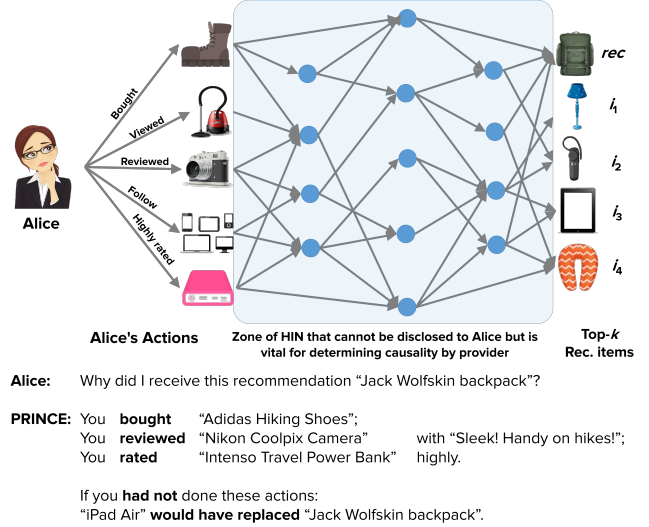 Bought
Viewed
Reviewed
Follow
Highly rated
Alice
rec
i1
i2
i3
i4
Alice's Actions
Zone of HIN that cannot be disclosed to Alice but is
vital for determining causality by provider
Top-k
Rec. items
Alice: Why did I receive this recommendation “Jack Wolfskin backpack”?
PRINCE: You bought “Adidas Hiking Shoes”;
You reviewed “Nikon Coolpix Camera” with “Sleek! Handy on hikes!”;
You rated “Intenso Travel Power Bank” highly.
If you had not done these actions:
“iPad Air” would have replaced “Jack Wolfskin backpack”.